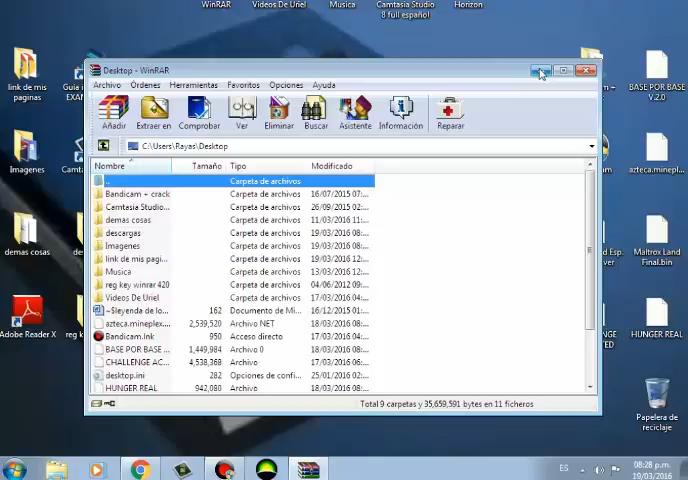 WinRAR
Videos De Uriel
Musica
Camtasia Studio
8 full español
Horizon
link de mis
paginas
Imagenes
demas cosas
Adobe Reader X
Desktop - WinRAR
Archivo Órdenes Herramientas Favoritos Opciones Ayuda
Añadir Extraer en Comprobar Ver Eliminar Buscar Asistente Información Reparar
C:\Users\Rayas\Desktop
Nombre Tamaño Tipo Modificado
.. Carpeta de archivos
Bandicam + crack Carpeta de archivos 16/07/2015 07:...
Camtasia Studio... Carpeta de archivos 26/09/2015 02:...
demas cosas Carpeta de archivos 11/03/2016 11:...
descargas Carpeta de archivos 19/03/2016 08:...
Imagenes Carpeta de archivos 19/03/2016 08:...
link de mis pagi... Carpeta de archivos 19/03/2016 12:...
Musica Carpeta de archivos 13/03/2016 12:...
reg key winrar 420 Carpeta de archivos 04/06/2012 09:...
Videos De Uriel Carpeta de archivos 17/03/2016 04:...
~$leyenda de lo... 162 Documento de Mi... 16/12/2015 01:...
azteca.mineplex.... 2,539,520 Archivo NET 18/03/2016 08:...
Bandicam.lnk 950 Acceso directo 17/03/2016 04:...
BASE POR BASE ... 1,449,984 Archivo 0 18/03/2016 08:...
CHALLENGE AC... 4,538,368 Archivo 18/03/2016 08:...
desktop.ini 282 Opciones de confi... 25/01/2016 02:...
HUNGER REAL 942,080 Archivo 18/03/2016 08:...
Total 9 carpetas y 35,659,591 bytes en 11 ficheros
BASE POR BASE
V.2.0
azteca.mineplex...
Maltrox Land
Final.bin
HUNGER REAL
Papelera de
reciclaje
ES
08:28 p.m.
19/03/2016